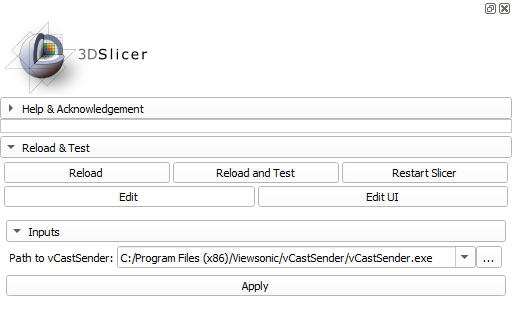 3DSlicer
Help & Acknowledgement
Reload & Test
Reload Reload and Test Restart Slicer
Edit Edit UI
Inputs
Path to vCastSender: C:/Program Files (x86)/Viewsonic/vCastSender/vCastSender.exe ...
Apply